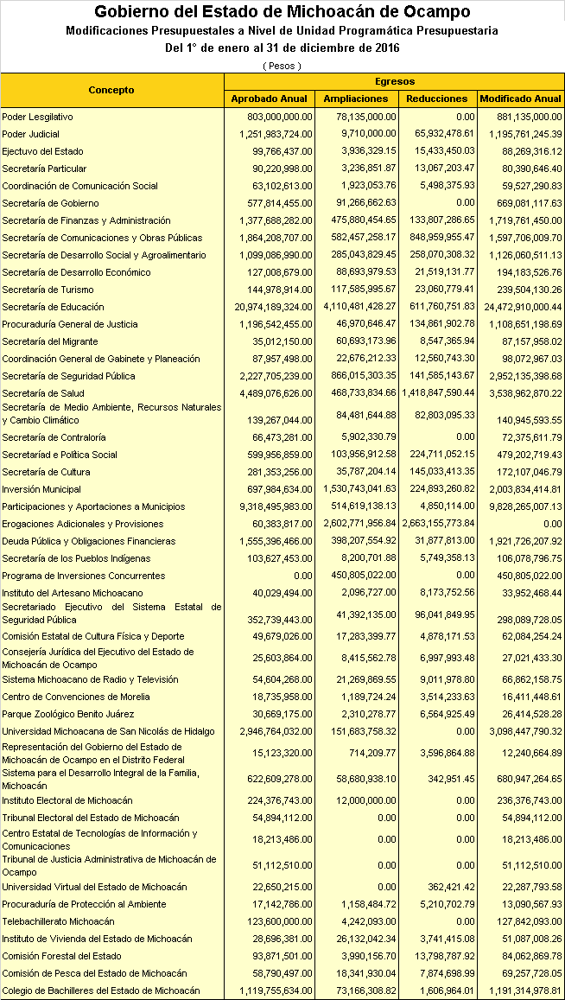 Gobierno del Estado de Michoacán de Ocampo
Modificaciones Presupuestales a Nivel de Unidad Programática Presupuestaria
Del 1° de enero al 31 de diciembre de 2016
( Pesos )
Concepto Egresos
Aprobado Anual Ampliaciones Reducciones Modificado Anual
Poder Lesgilativo 803,000,000.00 78,135,000.00 0.00 881,135,000.00
Poder Judicial 1,251,983,724.00 9,710,000.00 65,932,478.61 1,195,761,245.39
Ejectuvo del Estado 99,766,437.00 3,936,329.15 15,433,450.03 88,269,316.12
Secretaría Particular 90,220,998.00 3,236,851.87 13,067,203.47 80,390,646.40
Coordinación de Comunicación Social 63,102,613.00 1,923,053.76 5,498,375.93 59,527,290.83
Secretaría de Gobierno 577,814,455.00 91,266,662.63 0.00 669,081,117.63
Secretaría de Finanzas y Administración 1,377,688,282.00 475,880,454.65 133,807,286.65 1,719,761,450.00
Secretaría de Comunicaciones y Obras Públicas 1,864,208,707.00 582,457,258.17 848,959,955.47 1,597,706,009.70
Secretaría de Desarrollo Social y Agroalimentario 1,099,086,990.00 285,043,829.45 258,070,308.32 1,126,060,511.13
Secretaría de Desarrollo Económico 127,008,679.00 88,693,979.53 21,519,131.77 194,183,526.76
Secretaría de Turismo 144,978,914.00 117,585,995.67 23,060,779.41 239,504,130.26
Secretaría de Educación 20,974,189,324.00 4,110,481,428.27 611,760,751.83 24,472,910,000.44
Procuraduría General de Justicia 1,196,542,455.00 46,970,646.47 134,861,902.78 1,108,651,198.69
Secretaría del Migrante 35,012,150.00 60,693,173.96 8,547,365.94 87,157,958.02
Coordinación General de Gabinete y Planeación 87,957,498.00 22,676,212.33 12,560,743.30 98,072,967.03
Secretaría de Seguridad Pública 2,227,705,239.00 866,015,303.35 141,585,143.67 2,952,135,398.68
Secretaría de Salud 4,489,076,626.00 468,733,834.66 1,418,847,590.44 3,538,962,870.22
Secretaría de Medio Ambiente, Recursos Naturales
y Cambio Climático 139,267,044.00 84,481,644.88 82,803,095.33 140,945,593.55
Secretaría de Contraloría 66,473,281.00 5,902,330.79 0.00 72,375,611.79
Secretaríad e Política Social 599,956,859.00 103,956,912.58 224,711,052.15 479,202,719.43
Secretaría de Cultura 281,353,256.00 35,787,204.14 145,033,413.35 172,107,046.79
Inversión Municipal 697,984,634.00 1,530,743,041.63 224,893,260.82 2,003,834,414.81
Participaciones y Aportaciones a Municipios 9,318,495,983.00 514,619,138.13 4,850,114.00 9,828,265,007.13
Erogaciones Adicionales y Provisiones 60,383,817.00 2,602,771,956.84 2,663,155,773.84 0.00
Deuda Pública y Obligaciones Financieras 1,555,396,466.00 398,207,554.92 31,877,813.00 1,921,726,207.92
Secretaría de los Pueblos Indígenas 103,627,453.00 8,200,701.88 5,749,358.13 106,078,796.75
Programa de Inversiones Concurrentes 0.00 450,805,022.00 0.00 450,805,022.00
Instituto del Artesano Michoacano 40,029,494.00 2,096,727.00 8,173,752.56 33,952,468.44
Secretariado Ejecutivo del Sistema Estatal de
Seguridad Pública 352,739,443.00 41,392,135.00 96,041,849.95 298,089,728.05
Comisión Estatal de Cultura Física y Deporte 49,679,026.00 17,283,399.77 4,878,171.53 62,084,254.24
Consejería Jurídica del Ejecutivo del Estado de
Michoacán de Ocampo 25,603,864.00 8,415,562.78 6,997,993.48 27,021,433.30
Sistema Michoacano de Radio y Televisión 54,604,268.00 21,269,869.55 9,011,978.80 66,862,158.75
Centro de Convenciones de Morelia 18,735,958.00 1,189,724.24 3,514,233.63 16,411,448.61
Parque Zoológico Benito Juárez 30,669,175.00 2,310,278.77 6,564,925.49 26,414,528.28
Universidad Michoacana de San Nicolás de Hidalgo 2,946,764,032.00 151,683,758.32 0.00 3,098,447,790.32
Representación del Gobierno del Estado de
Michoacán de Ocampo en el Distrito Federal 15,123,320.00 714,209.77 3,596,864.88 12,240,664.89
Sistema para el Desarrollo Integral de la Familia,
Michoacán 622,609,278.00 58,680,938.10 342,951.45 680,947,264.65
Instituto Electoral de Michoacán 224,376,743.00 12,000,000.00 0.00 236,376,743.00
Tribunal Electoral del Estado de Michoacán 54,894,112.00 0.00 0.00 54,894,112.00
Centro Estatal de Tecnologías de Información y
Comunicaciones 18,213,486.00 0.00 0.00 18,213,486.00
Tribunal de Justicia Administrativa de Michoacán de
Ocampo 51,112,510.00 0.00 0.00 51,112,510.00
Universidad Virtual del Estado de Michoacán 22,650,215.00 0.00 362,421.42 22,287,793.58
Procuraduría de Protección al Ambiente 17,142,786.00 1,158,484.72 5,210,702.79 13,090,567.93
Telebachillerato Michoacán 123,600,000.00 4,242,093.00 0.00 127,842,093.00
Instituto de Vivienda del Estado de Michoacán 28,696,381.00 26,132,042.34 3,741,415.08 51,087,008.26
Comisión Forestal del Estado 93,871,501.00 3,990,156.70 13,798,787.92 84,062,869.78
Comisión de Pesca del Estado de Michoacán 58,790,497.00 18,341,930.04 7,874,698.99 69,257,728.05
Colegio de Bachilleres del Estado de Michoacán 1,119,755,634.00 73,166,308.82 1,606,964.01 1,191,314,978.81